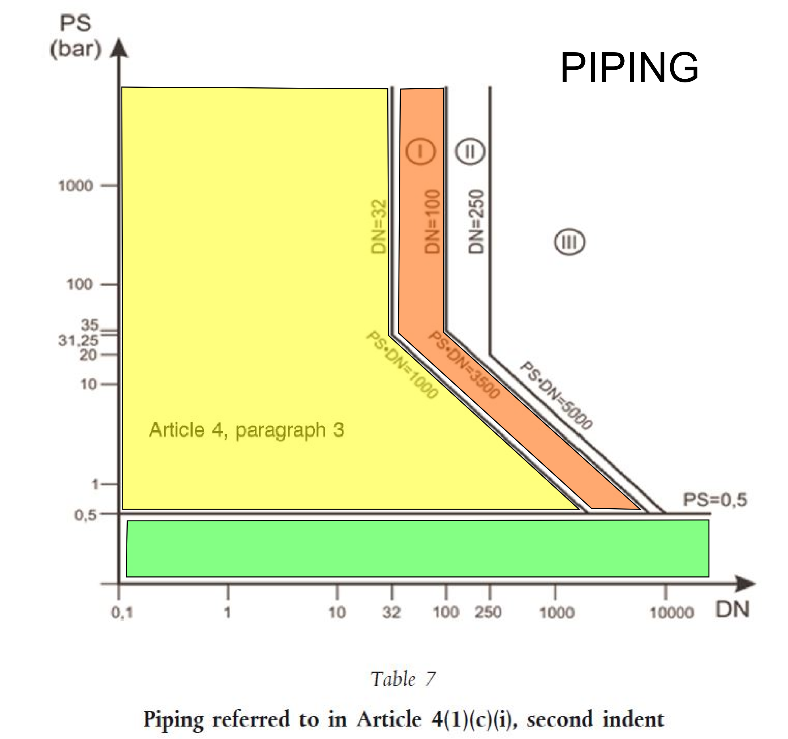 PS
(bar)
PIPING
1000
100
35
31,25
20
10
1
0,5
I
II
III
DN=32
DN=100
DN=250
PS•DN=1000
PS•DN=3500
PS•DN=5000
Article 4, paragraph 3
PS=0,5
0,1 1 10 32 100 250 1000 10000 DN
Table 7
Piping referred to in Article 4(1)(c)(i), second indent